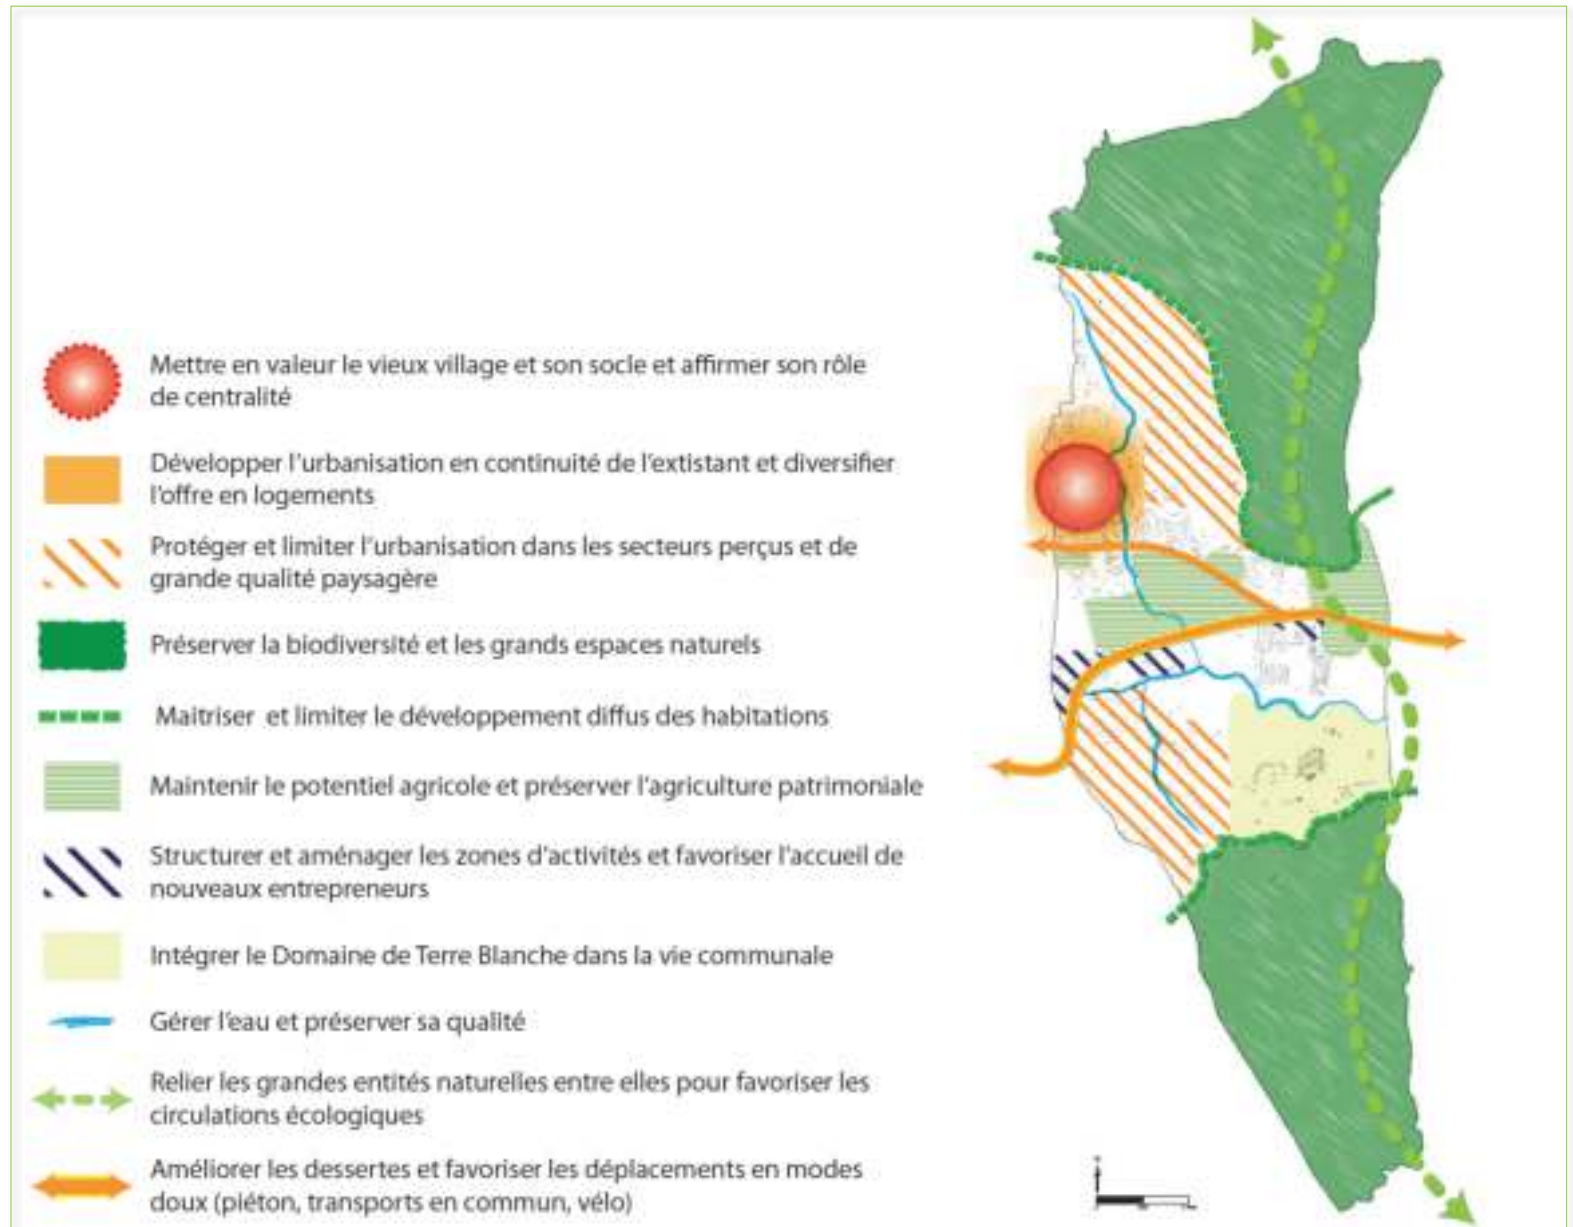 Mettre en valeur le vieux village et son socle et affirmer son rôle
de centralité
Développer l'urbanisation en continuité de l'extistant et diversifier
l'offre en logements
Protéger et limiter l'urbanisation dans les secteurs perçus et de
grande qualité paysagère
Préserver la biodiversité et les grands espaces naturels
Maitriser et limiter le développement diffus des habitations
Maintenir le potentiel agricole et préserver l'agriculture patrimoniale
Structurer et aménager les zones d'activités et favoriser l'accueil de
nouveaux entrepreneurs
Intégrer le Domaine de Terre Blanche dans la vie communale
Gérer l'eau et préserver sa qualité
Relier les grandes entités naturelles entre elles pour favoriser les
circulations écologiques
Améliorer les dessertes et favoriser les déplacements en modes
doux (piéton, transports en commun, vélo)